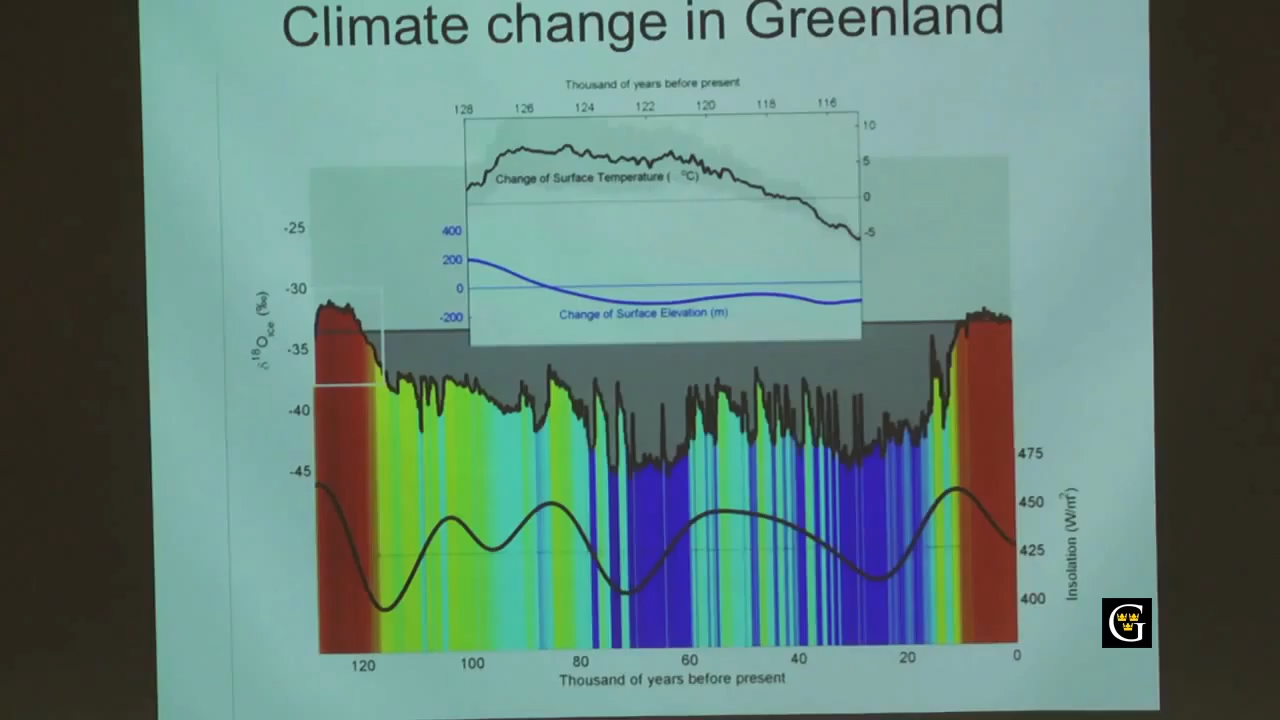 Climate change in Greenland
Thousand of years before present
128 126 124 122 120 118 116
10
5
0
-5
Change of Surface Temperature ( °C)
400
200
0
-200
Change of Surface Elevation (m)
-25
-30
-35
-40
-45
δ18Oice (‰)
475
450
425
400
Insolation (W/m2)
120 100 80 60 40 20 0
Thousand of years before present
G